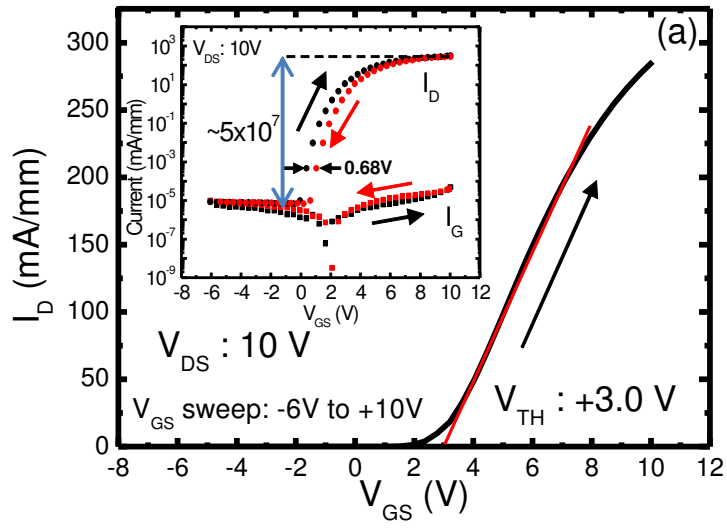 (a)
300
250
200
150
100
50
0
I_D (mA/mm)
-8 -6 -4 -2 0 2 4 6 8 10 12
V_GS (V)
V_DS : 10 V
V_GS sweep: -6V to +10V
V_TH : +3.0 V
V_DS: 10V
10^3
10^1
10^-1
10^-3
10^-5
10^-7
10^-9
Current (mA/mm)
-8 -6 -4 -2 0 2 4 6 8 10 12
V_GS (V)
~5x10^7
0.68V
I_D
I_G